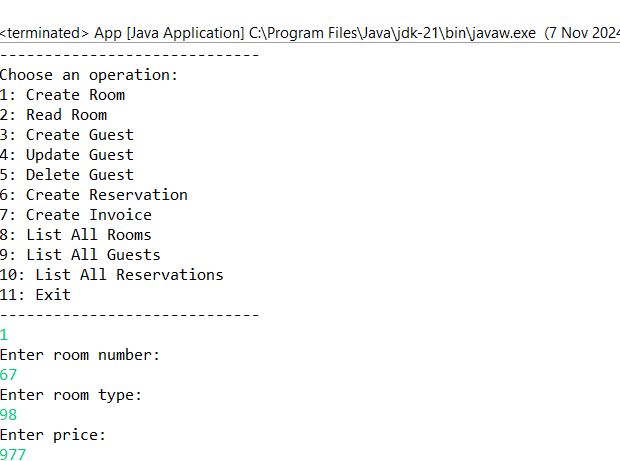 <terminated> App [Java Application] C:\Program Files\Java\jdk-21\bin\javaw.exe (7 Nov 2024
-----------------------------
Choose an operation:
1: Create Room
2: Read Room
3: Create Guest
4: Update Guest
5: Delete Guest
6: Create Reservation
7: Create Invoice
8: List All Rooms
9: List All Guests
10: List All Reservations
11: Exit
-----------------------------
1
Enter room number:
67
Enter room type:
98
Enter price:
977